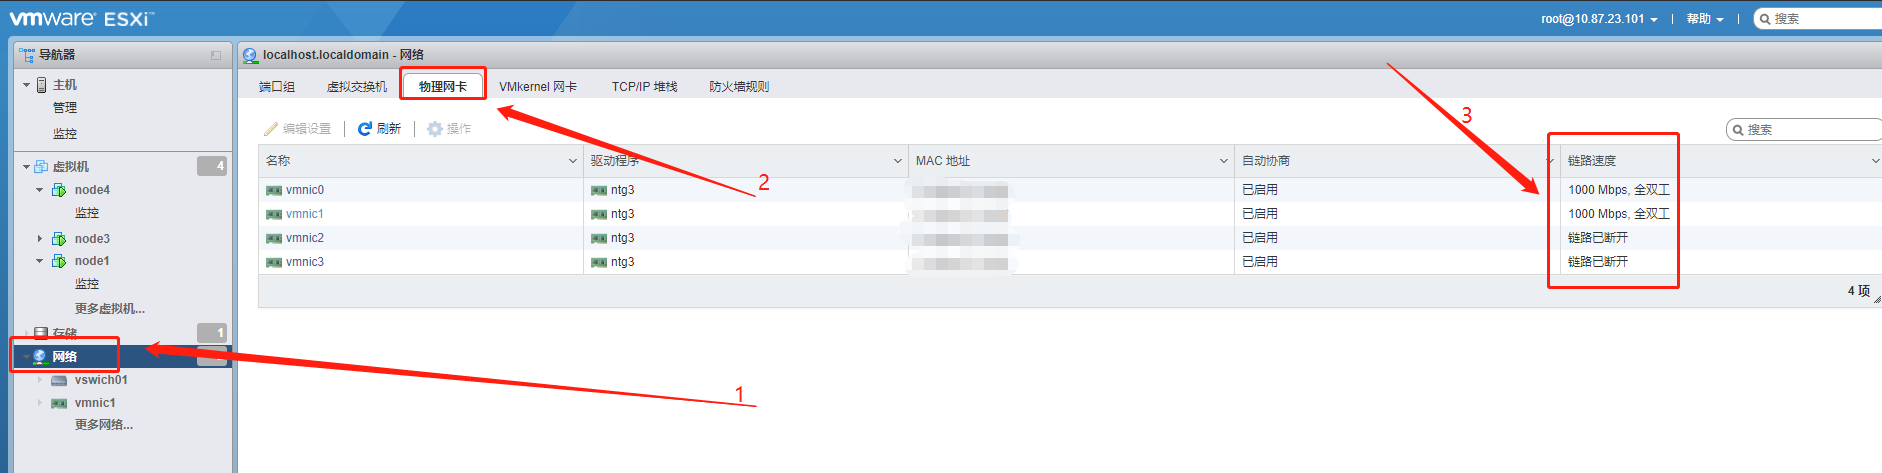 vmware ESXi™
root@10.87.23.101 | 帮助 | 搜索
导航器
localhost.localdomain - 网络
主机
管理
监控
虚拟机 4
node4
监控
node3
node1
监控
更多虚拟机...
存储 1
网络
vswich01
vmnic1
更多网络...
端口组 虚拟交换机 物理网卡 VMkernel 网卡 TCP/IP 堆栈 防火墙规则
编辑设置 | 刷新 | 操作
搜索
名称 驱动程序 MAC 地址 自动协商 链路速度
vmnic0 ntg3 已启用 1000 Mbps, 全双工
vmnic1 ntg3 已启用 1000 Mbps, 全双工
vmnic2 ntg3 已启用 链路已断开
vmnic3 ntg3 已启用 链路已断开
4 项
1
2
3